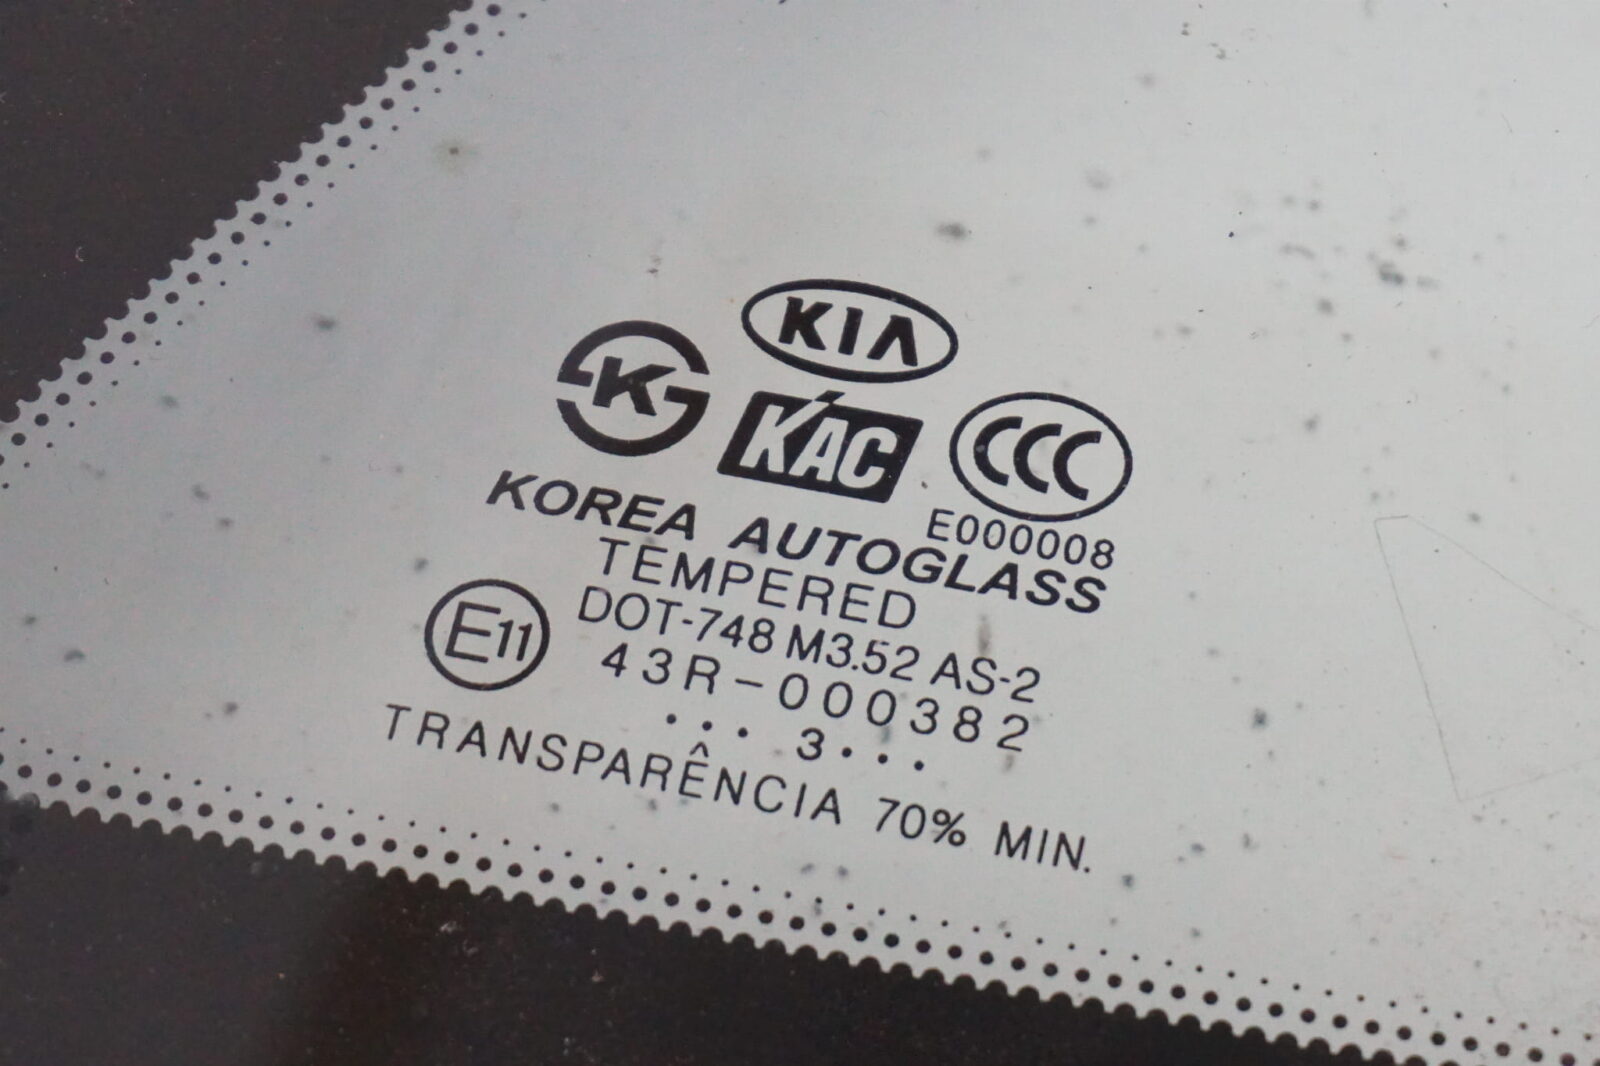 KIA
K
KAC
CCC
E000008
KOREA AUTOGLASS
TEMPERED
DOT-748 M3.52 AS-2
E11
43R-000382
... 3...
TRANSPARÊNCIA 70% MIN.